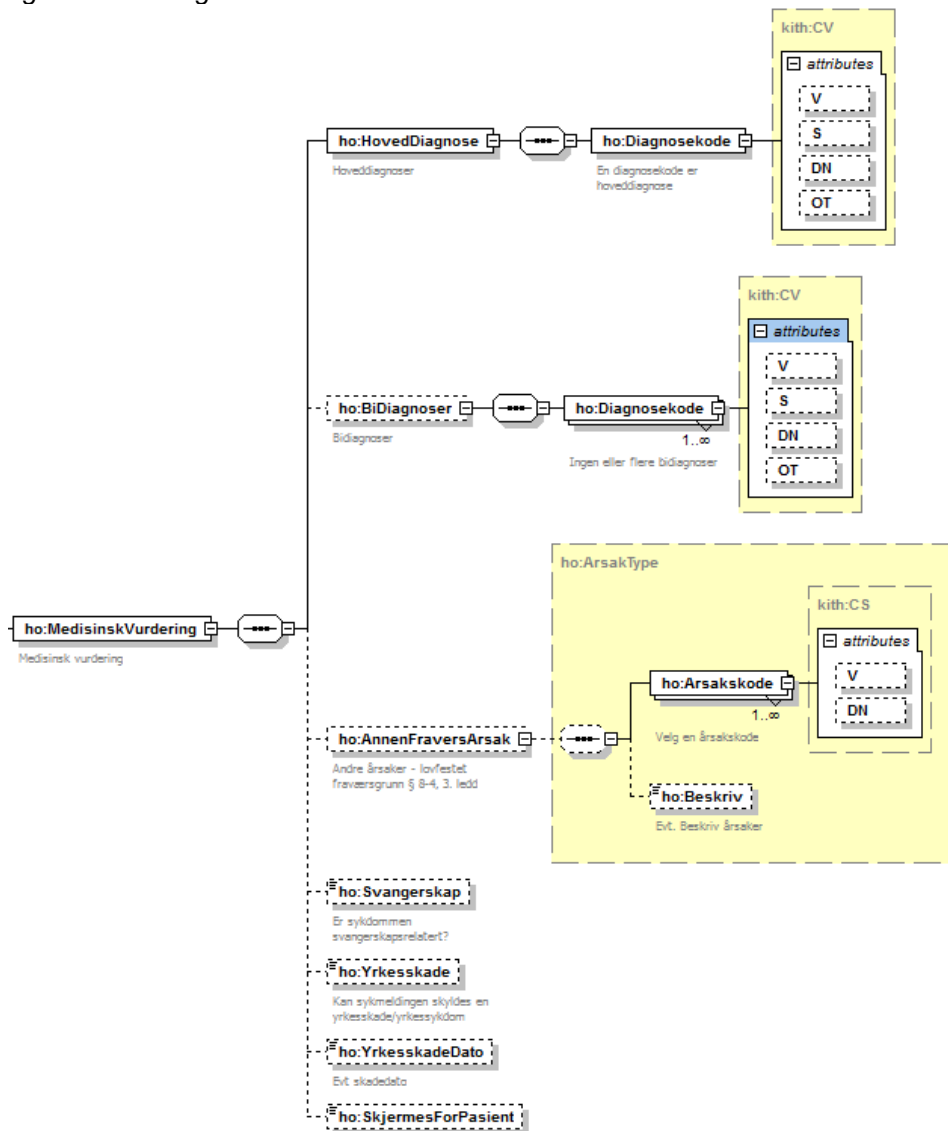 kith:CV
attributes
V
S
DN
OT
ho:HovedDiagnose
Hoveddiagnoser
ho:Diagnosekode
En diagnosekode er
hoveddiagnose
kith:CV
attributes
V
S
DN
OT
ho:BiDiagnoser
Bidiagnoser
ho:Diagnosekode
1..∞
Ingen eller flere bidiagnoser
ho:ArsakType
kith:CS
attributes
V
DN
ho:MedisinskVurdering
Medisinsk vurdering
ho:AnnenFraversArsak
Andre årsaker - lovfestet
fraværsgrunn § 8-4, 3. ledd
ho:Arsakskode
1..∞
Velg en årsakskode
ho:Beskriv
Evt. Beskriv årsaker
ho:Svangerskap
Er sykdommen
svangerskapsrelatert?
ho:Yrkesskade
Kan sykmeldingen skyldes en
yrkesskade/yrkessykdom
ho:YrkesskadeDato
Evt skadedato
ho:SkjermesForPasient